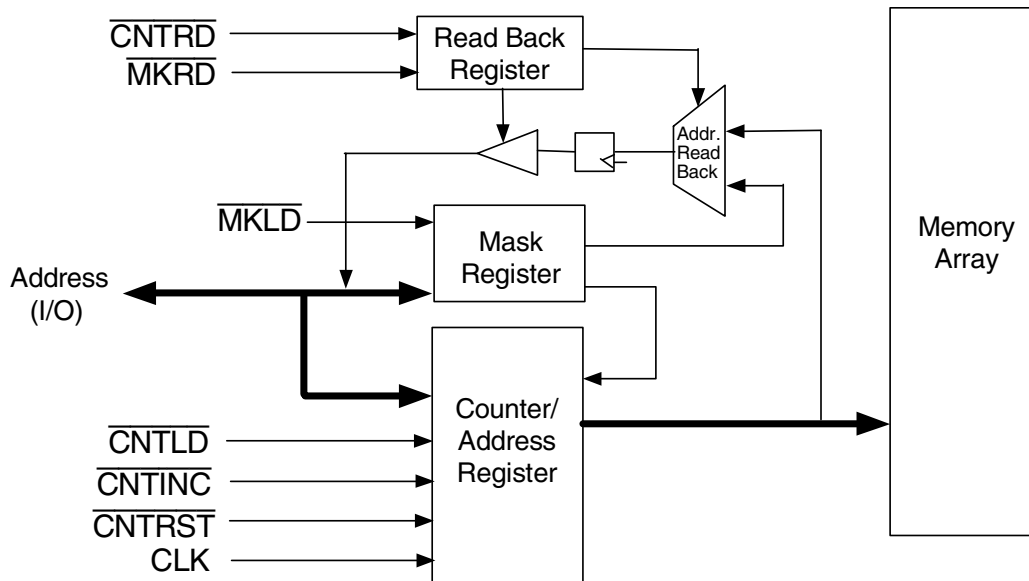 CNTRD
MKRD
Read Back
Register
Addr.
Read
Back
MKLD
Mask
Register
Address
(I/O)
Memory
Array
Counter/
Address
Register
CNTLD
CNTINC
CNTRST
CLK